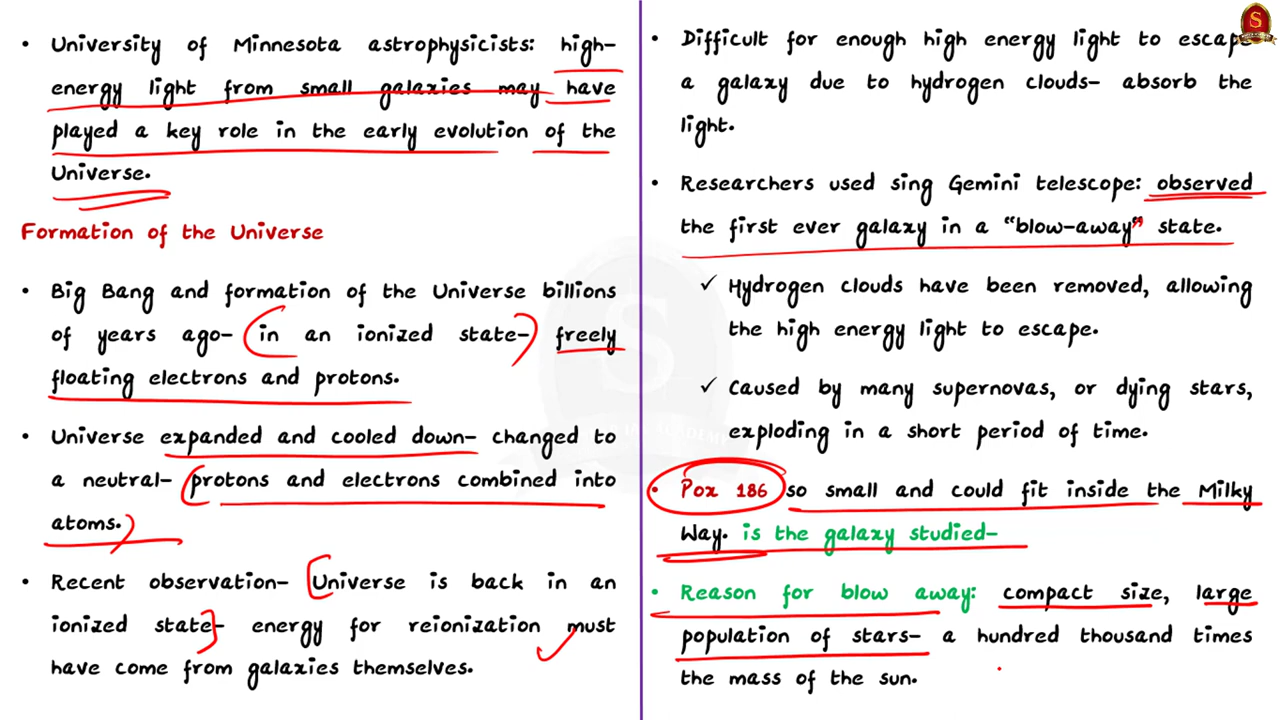 • University of Minnesota astrophysicists: high-
energy light from small galaxies may have
played a key role in the early evolution of the
Universe.
Formation of the Universe
• Big Bang and formation of the Universe billions
of years ago- in an ionized state- freely
floating electrons and protons.
• Universe expanded and cooled down- changed to
a neutral- protons and electrons combined into
atoms.
• Recent observation- Universe is back in an
ionized state- energy for reionization must
have come from galaxies themselves.
• Difficult for enough high energy light to escape
a galaxy due to hydrogen clouds- absorb the
light.
• Researchers used sing Gemini telescope: observed
the first ever galaxy in a "blow-away" state.
✓ Hydrogen clouds have been removed, allowing
the high energy light to escape.
✓ Caused by many supernovas, or dying stars,
exploding in a short period of time.
• Pox 186 so small and could fit inside the Milky
Way. is the galaxy studied-
• Reason for blow away: compact size, large
population of stars- a hundred thousand times
the mass of the sun.
S